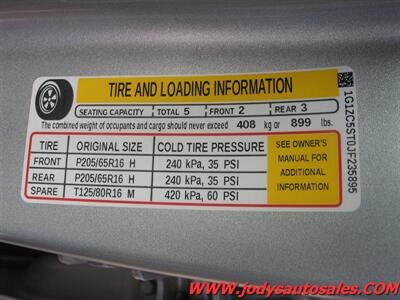 TIRE AND LOADING INFORMATION
SEATING CAPACITY TOTAL 5 FRONT 2 REAR 3
The combined weight of occupants and cargo should never exceed 408 kg or 899 lbs.
TIRE ORIGINAL SIZE COLD TIRE PRESSURE
FRONT P205/65R16 H 240 kPa, 35 PSI
REAR P205/65R16 H 240 kPa, 35 PSI
SPARE T125/80R16 M 420 kPa, 60 PSI
SEE OWNER'S
MANUAL FOR
ADDITIONAL
INFORMATION
1G1ZC5ST0JF235895
www.jodysautosales.com